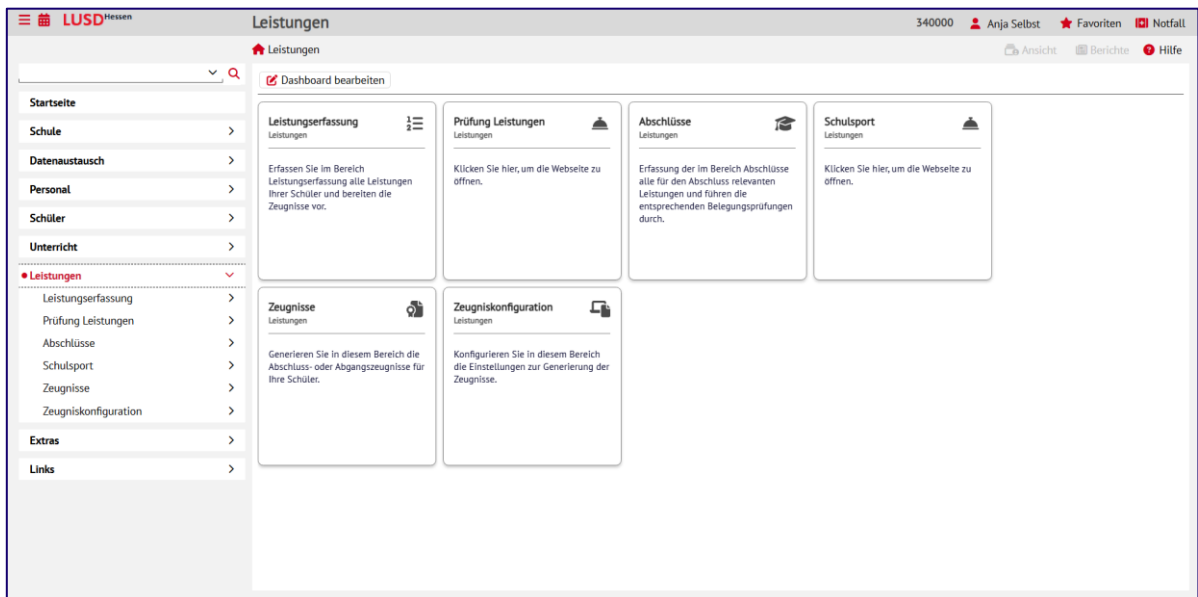 LUSD Hessen
Leistungen
340000
Anja Selbst
Favoriten
Notfall
Leistungen
Ansicht
Berichte
Hilfe
Startseite
Schule
Datenaustausch
Personal
Schüler
Unterricht
Leistungen
Leistungserfassung
Prüfung Leistungen
Abschlüsse
Schulsport
Zeugnisse
Zeugniskonfiguration
Extras
Links
Dashboard bearbeiten
Leistungserfassung
Leistungen
Erfassen Sie im Bereich
Leistungserfassung alle Leistungen
Ihrer Schüler und bereiten die
Zeugnisse vor.
Prüfung Leistungen
Leistungen
Klicken Sie hier, um die Webseite zu
öffnen.
Abschlüsse
Leistungen
Erfassung der im Bereich Abschlüsse
alle für den Abschluss relevanten
Leistungen und führen die
entsprechenden Belegungsprüfungen
durch.
Schulsport
Leistungen
Klicken Sie hier, um die Webseite zu
öffnen.
Zeugnisse
Leistungen
Generieren Sie in diesem Bereich die
Abschluss- oder Abgangszeugnisse für
Ihre Schüler.
Zeugniskonfiguration
Leistungen
Konfigurieren Sie in diesem Bereich
die Einstellungen zur Generierung der
Zeugnisse.